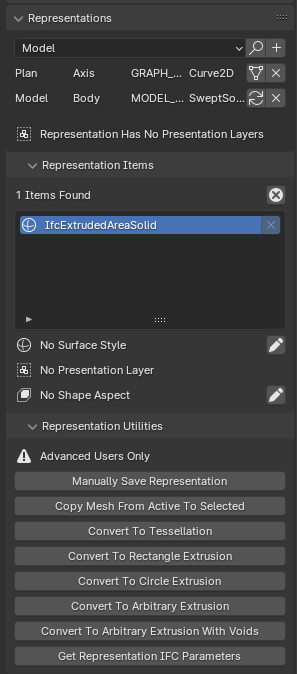 Representations
Model
Plan Axis GRAPH_... Curve2D
Model Body MODEL_... SweptSo...
Representation Has No Presentation Layers
Representation Items
1 Items Found
IfcExtrudedAreaSolid
No Surface Style
No Presentation Layer
No Shape Aspect
Representation Utilities
Advanced Users Only
Manually Save Representation
Copy Mesh From Active To Selected
Convert To Tessellation
Convert To Rectangle Extrusion
Convert To Circle Extrusion
Convert To Arbitrary Extrusion
Convert To Arbitrary Extrusion With Voids
Get Representation IFC Parameters